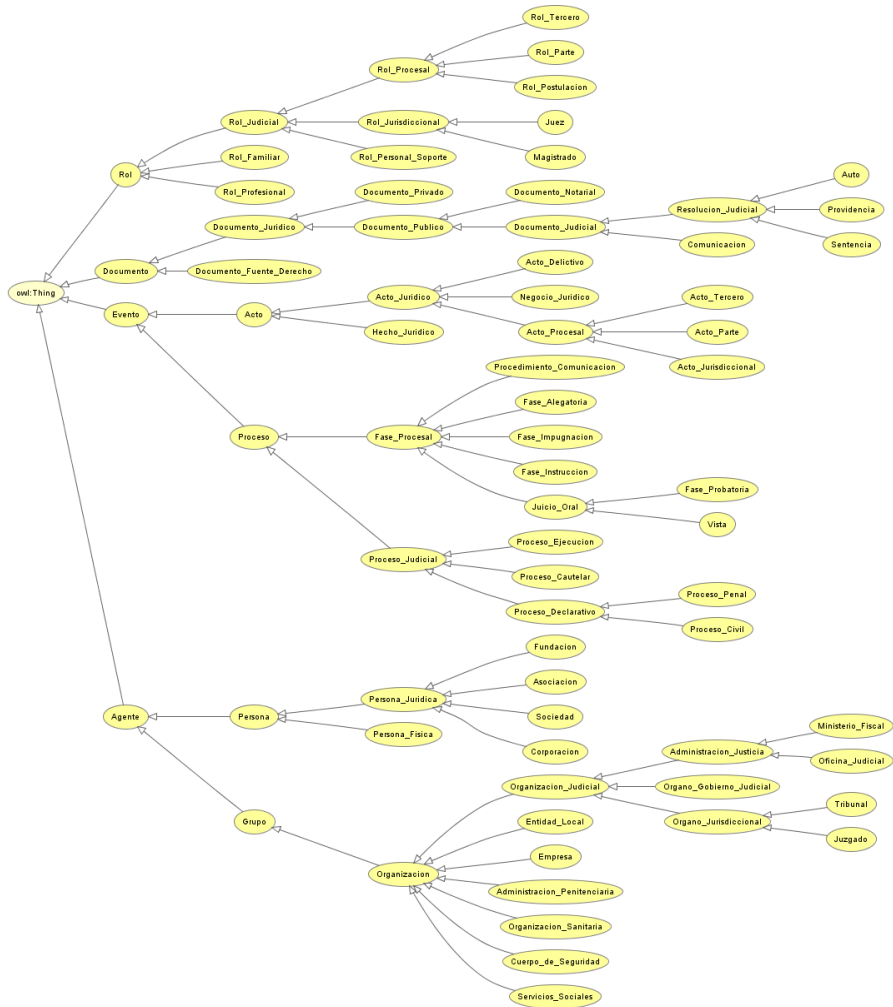 Rol_Tercero
Rol_Parte
Rol_Procesal
Rol_Postulacion
Rol_Judicial
Rol_Jurisdiccional
Juez
Rol_Familiar
Rol_Personal_Soporte
Magistrado
Rol
Auto
Rol_Profesional
Documento_Privado
Documento_Notarial
Resolucion_Judicial
Providencia
Documento_Juridico
Documento_Publico
Documento_Judicial
Comunicacion
Sentencia
Documento
Documento_Fuente_Derecho
Acto_Delictivo
owl:Thing
Acto_Juridico
Negocio_Juridico
Acto_Tercero
Evento
Acto
Hecho_Juridico
Acto_Procesal
Acto_Parte
Procedimiento_Comunicacion
Acto_Jurisdiccional
Fase_Alegatoria
Proceso
Fase_Procesal
Fase_Impugnacion
Fase_Instruccion
Fase_Probatoria
Juicio_Oral
Vista
Proceso_Ejecucion
Proceso_Judicial
Proceso_Cautelar
Proceso_Penal
Proceso_Declarativo
Proceso_Civil
Fundacion
Asociacion
Persona_Juridica
Agente
Persona
Sociedad
Persona_Fisica
Ministerio_Fiscal
Corporacion
Administracion_Justicia
Oficina_Judicial
Organizacion_Judicial
Organo_Gobierno_Judicial
Tribunal
Grupo
Entidad_Local
Organo_Jurisdiccional
Juzgado
Empresa
Organizacion
Administracion_Penitenciaria
Organizacion_Sanitaria
Cuerpo_de_Seguridad
Servicios_Sociales